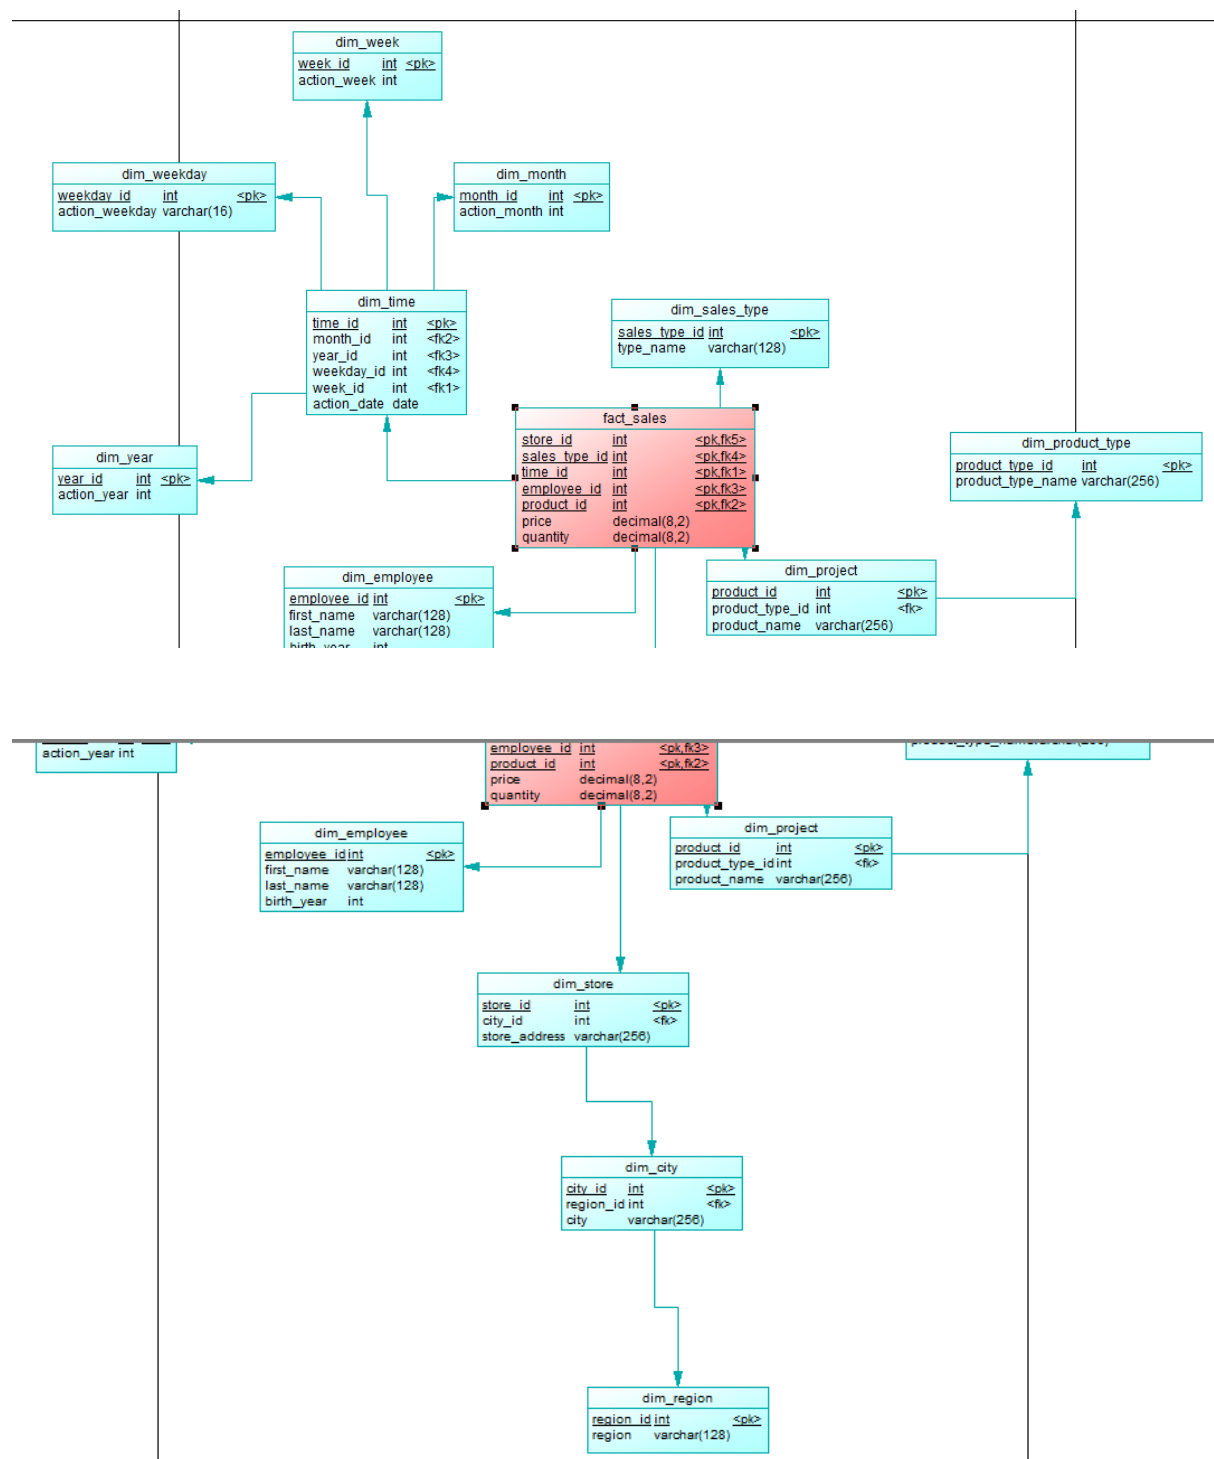 dim_week
week_id int <pk>
action_week int
dim_weekday
weekday_id int <pk>
action_weekday varchar(16)
dim_month
month_id int <pk>
action_month int
dim_time
time_id int <pk>
month_id int <fk2>
year_id int <fk3>
weekday_id int <fk4>
week_id int <fk1>
action_date date
dim_sales_type
sales_type_id int <pk>
type_name varchar(128)
fact_sales
store_id int <pk,fk5>
sales_type_id int <pk,fk4>
time_id int <pk,fk1>
employee_id int <pk,fk3>
product_id int <pk,fk2>
price decimal(8,2)
quantity decimal(8,2)
dim_product_type
product_type_id int <pk>
product_type_name varchar(256)
dim_year
year_id int <pk>
action_year int
dim_employee
employee_id int <pk>
first_name varchar(128)
last_name varchar(128)
birth_year int
dim_project
product_id int <pk>
product_type_id int <fk>
product_name varchar(256)
action_year int
employee_id int <pk,fk3>
product_id int <pk,fk2>
price decimal(8,2)
quantity decimal(8,2)
product_type_name varchar(256)
dim_employee
employee_id int <pk>
first_name varchar(128)
last_name varchar(128)
birth_year int
dim_project
product_id int <pk>
product_type_id int <fk>
product_name varchar(256)
dim_store
store_id int <pk>
city_id int <fk>
store_address varchar(256)
dim_city
city_id int <pk>
region_id int <fk>
city varchar(256)
dim_region
region_id int <pk>
region varchar(128)